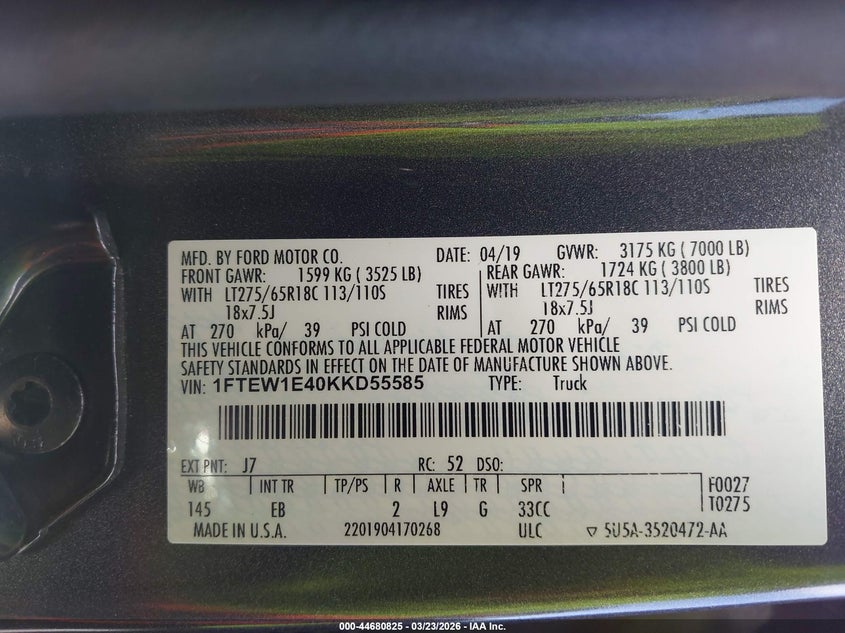 MFD. BY FORD MOTOR CO. DATE: 04/19 GVWR: 3175 KG ( 7000 LB)
FRONT GAWR: 1599 KG ( 3525 LB) REAR GAWR: 1724 KG ( 3800 LB)
WITH LT275/65R18C 113/110S TIRES WITH LT275/65R18C 113/110S TIRES
18x7.5J RIMS 18x7.5J RIMS
AT 270 kPa/ 39 PSI COLD AT 270 kPa/ 39 PSI COLD
THIS VEHICLE CONFORMS TO ALL APPLICABLE FEDERAL MOTOR VEHICLE
SAFETY STANDARDS IN EFFECT ON THE DATE OF MANUFACTURE SHOWN ABOVE.
VIN: 1FTEW1E40KKD55585 TYPE: Truck
EXT PNT: J7 RC: 52 DSO:
WB INT TR TP/PS R AXLE TR SPR F0027
145 EB 2 L9 G 33CC T0275
MADE IN U.S.A. 2201904170268 ULC ▽ 5U5A-3520472-AA
000-44680825 - 03/23/2026 - IAA Inc.